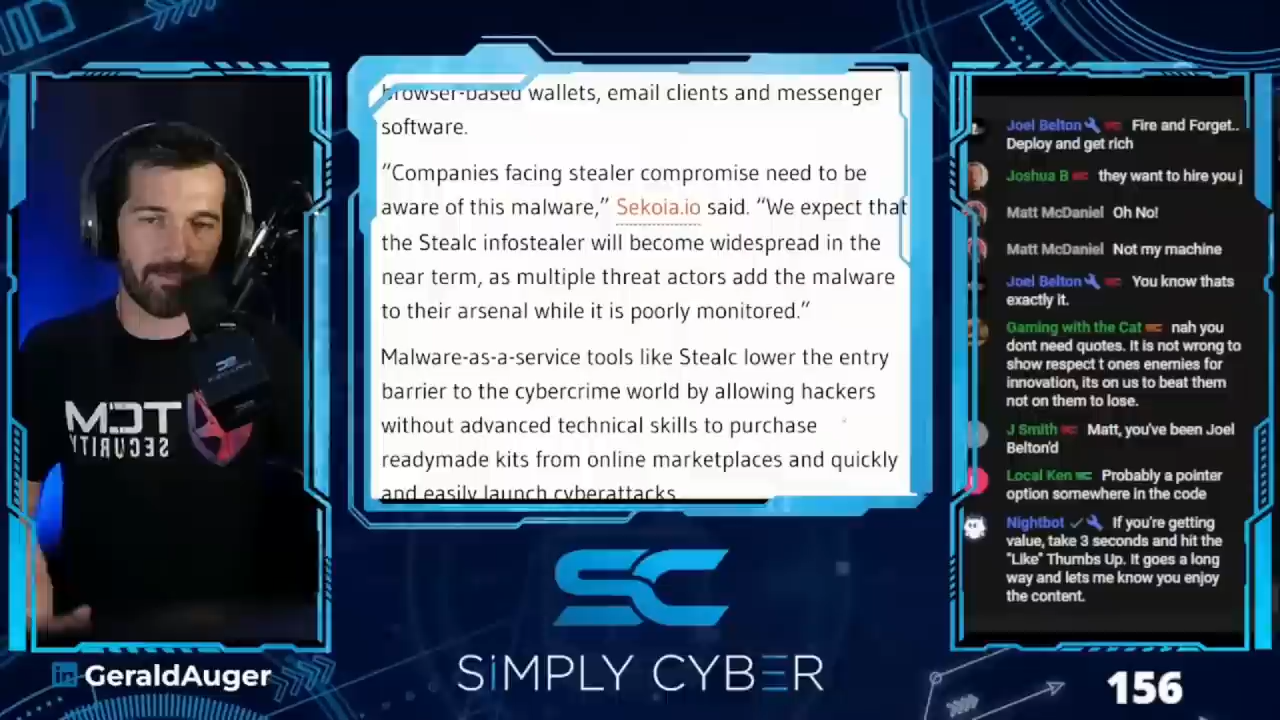 browser-based wallets, email clients and messenger
software.
“Companies facing stealer compromise need to be
aware of this malware,” Sekoia.io said. “We expect that
the Stealc infostealer will become widespread in the
near term, as multiple threat actors add the malware
to their arsenal while it is poorly monitored.”
Malware-as-a-service tools like Stealc lower the entry
barrier to the cybercrime world by allowing hackers
without advanced technical skills to purchase
readymade kits from online marketplaces and quickly
and easily launch cyberattacks
Joel Belton Fire and Forget..
Deploy and get rich
Joshua B they want to hire you j
Matt McDaniel Oh No!
Matt McDaniel Not my machine
Joel Belton You know thats
exactly it.
Gaming with the Cat nah you
dont need quotes. It is not wrong to
show respect t ones enemies for
innovation, its on us to beat them
not on them to lose.
J Smith Matt, you've been Joel
Belton'd
Local Ken Probably a pointer
option somewhere in the code
Nightbot If you're getting
value, take 3 seconds and hit the
"Like" Thumbs Up. It goes a long
way and lets me know you enjoy
the content.
SECURITY
SC
SiMPLY CYBER
in GeraldAuger
156